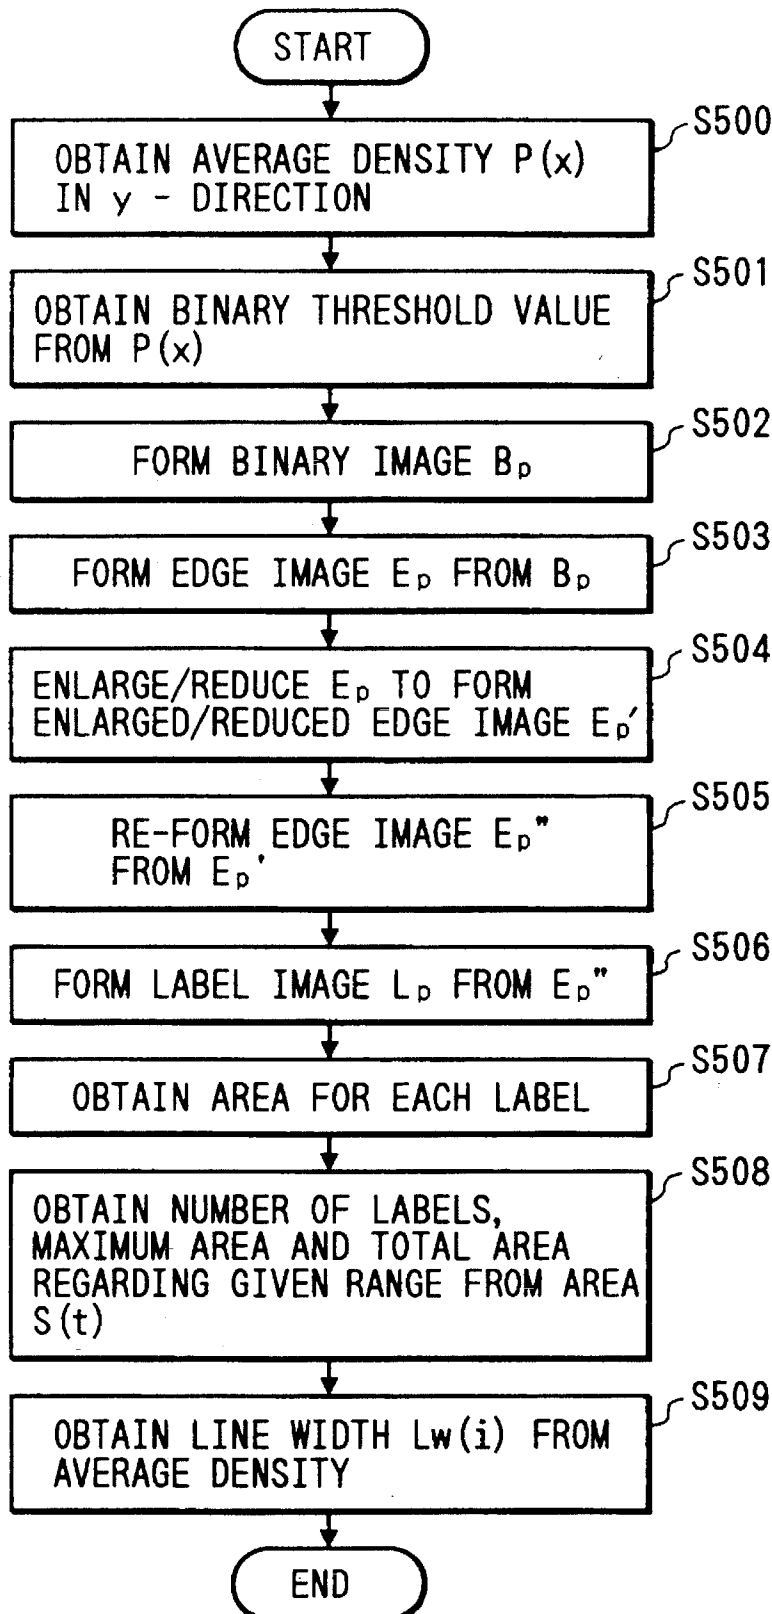 START
S500
OBTAIN AVERAGE DENSITY P(x)
IN y - DIRECTION
S501
OBTAIN BINARY THRESHOLD VALUE
FROM P(x)
S502
FORM BINARY IMAGE Bp
S503
FORM EDGE IMAGE Ep FROM Bp
S504
ENLARGE/REDUCE Ep TO FORM
ENLARGED/REDUCED EDGE IMAGE Ep'
S505
RE-FORM EDGE IMAGE Ep"
FROM Ep'
S506
FORM LABEL IMAGE Lp FROM Ep"
S507
OBTAIN AREA FOR EACH LABEL
S508
OBTAIN NUMBER OF LABELS,
MAXIMUM AREA AND TOTAL AREA
REGARDING GIVEN RANGE FROM AREA
S(t)
S509
OBTAIN LINE WIDTH Lw(i) FROM
AVERAGE DENSITY
END